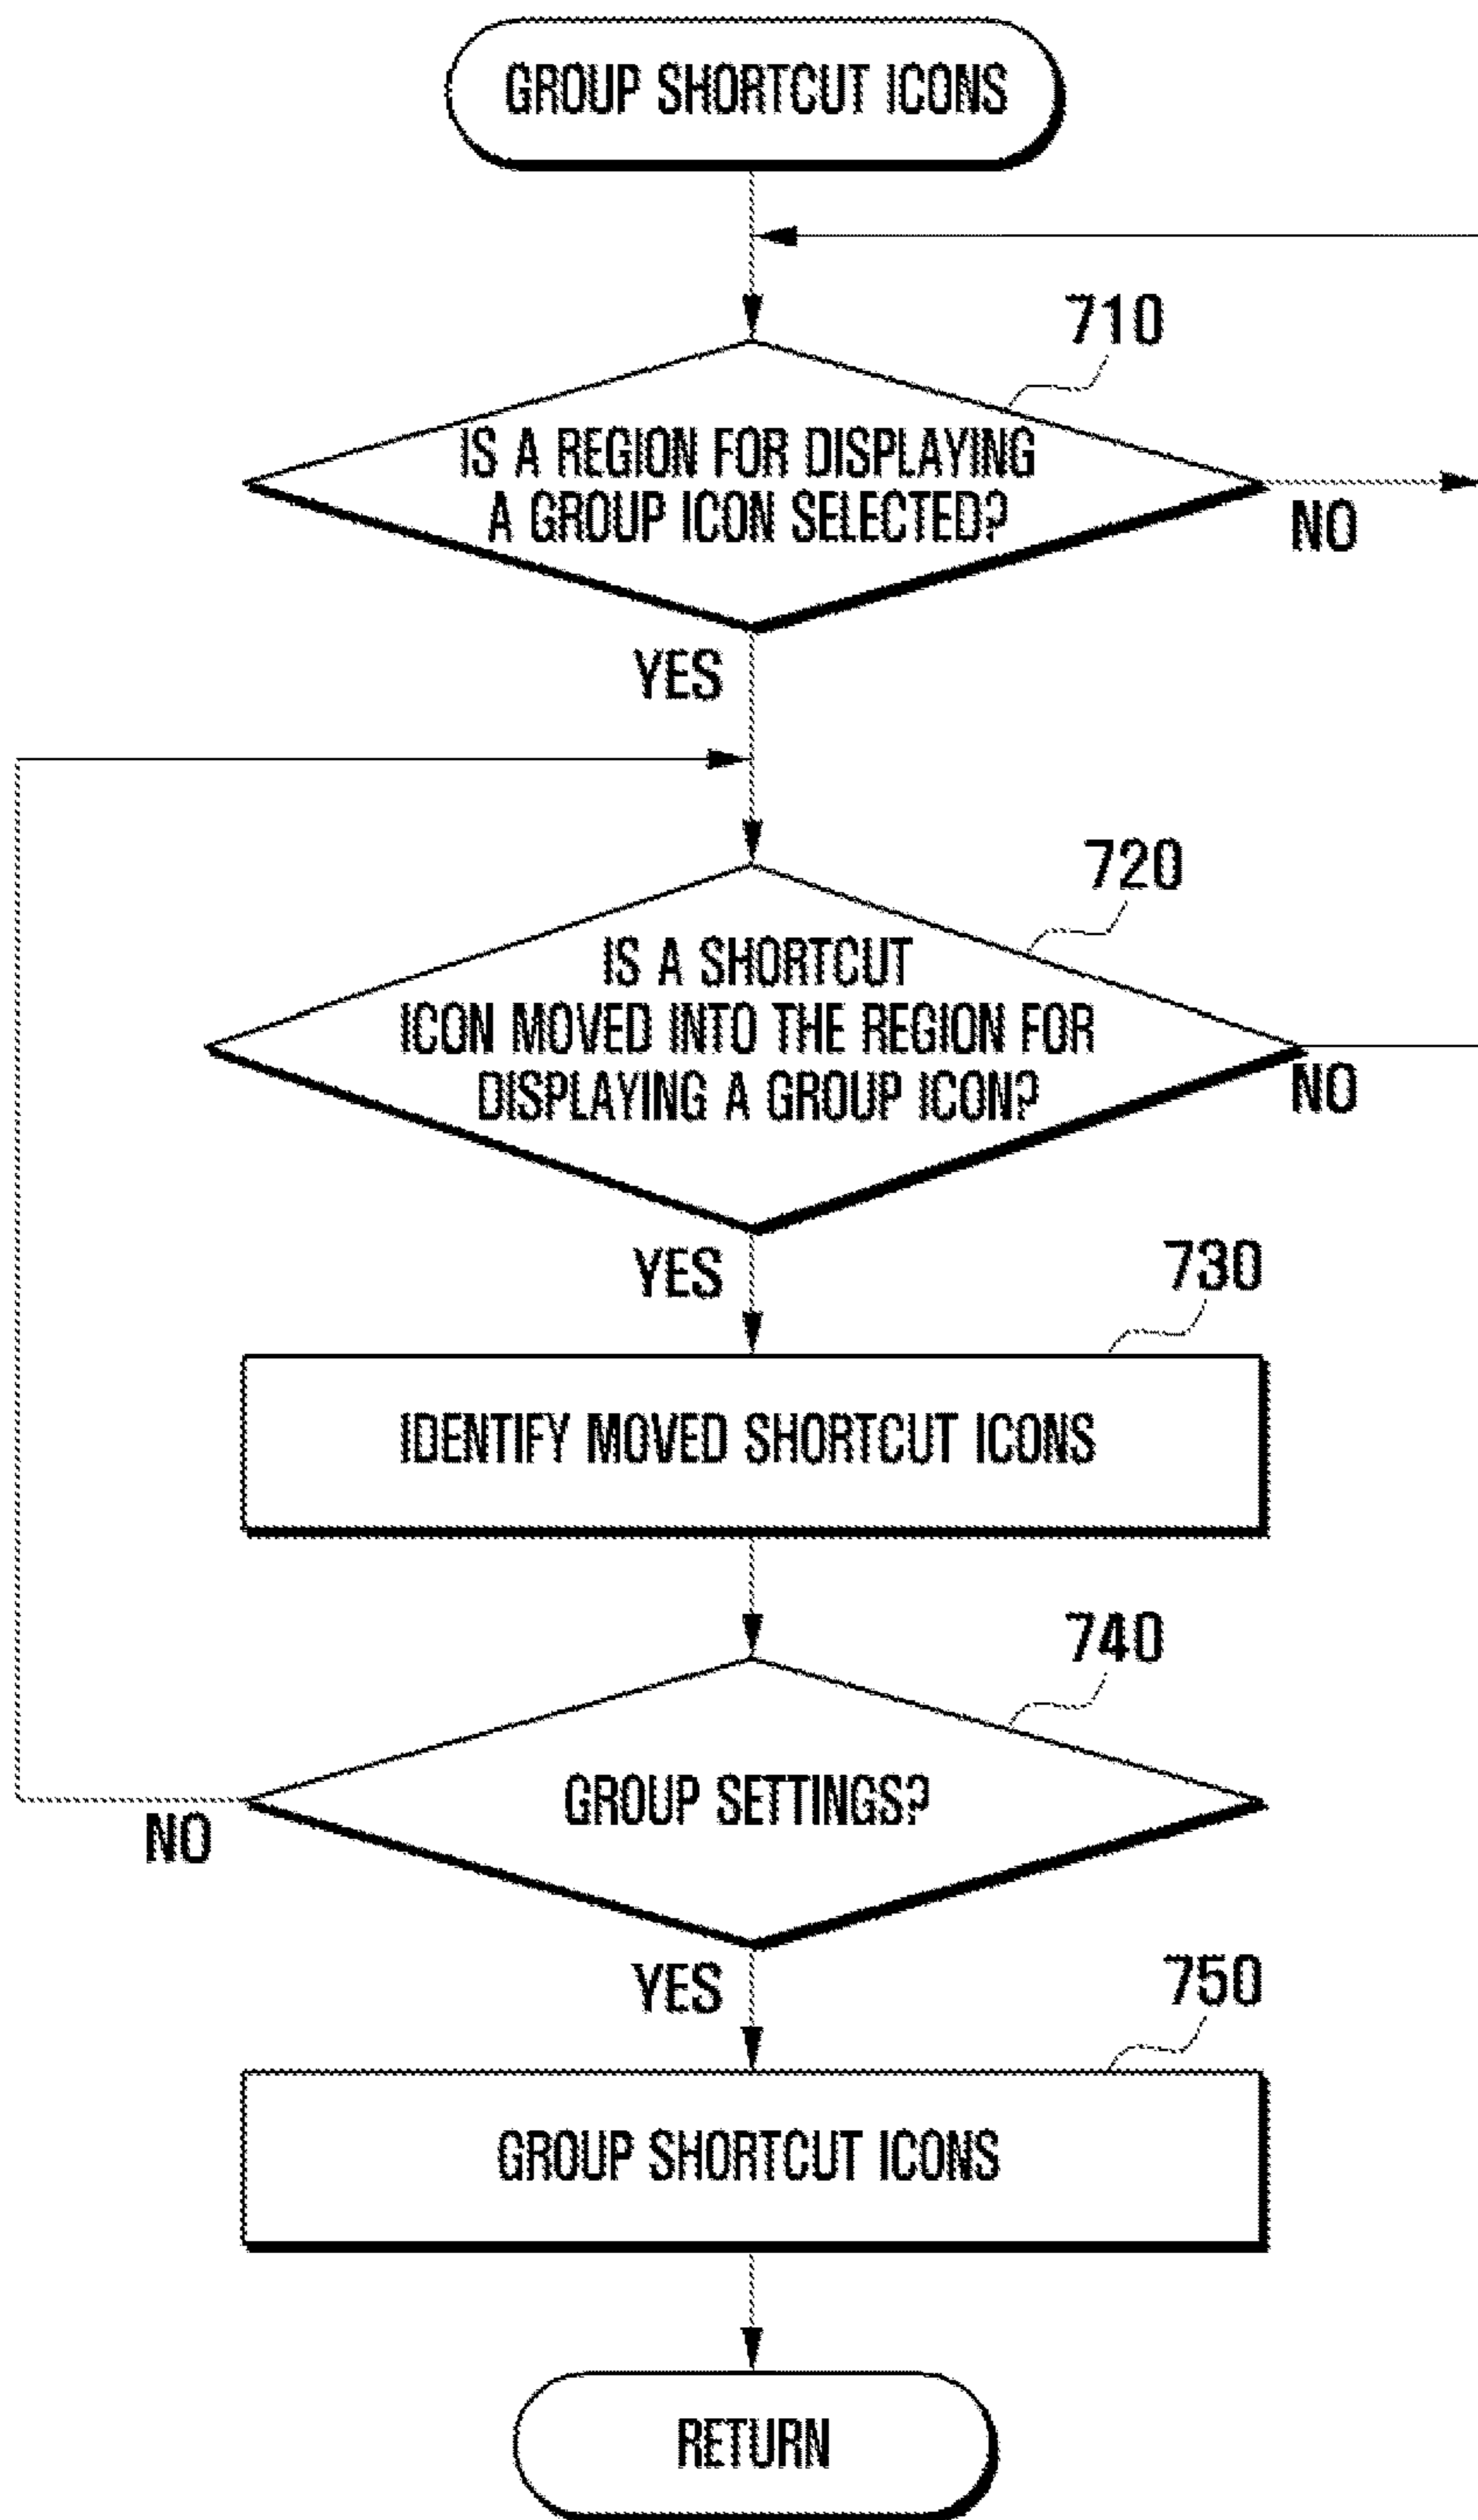 GROUP SHORTCUT ICONS
710
IS A REGION FOR DISPLAYING
A GROUP ICON SELECTED?
NO
YES
720
IS A SHORTCUT
ICON MOVED INTO THE REGION FOR
DISPLAYING A GROUP ICON?
NO
YES
730
IDENTIFY MOVED SHORTCUT ICONS
740
GROUP SETTINGS?
NO
YES
750
GROUP SHORTCUT ICONS
RETURN